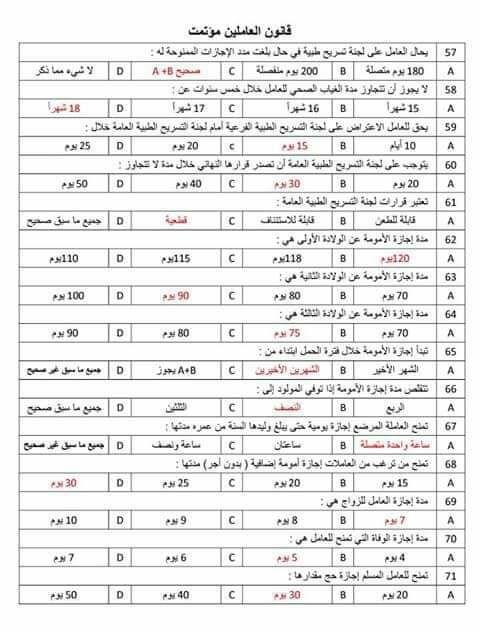 قانون العاملين مؤتمت
57 يحال العامل على لجنة تسريح طبية في حال بلغت مدد الإجازات الممنوحة له :
A 180 يوم متصلة B 200 يوم منفصلة C صحيح A +B D لا شيء مما ذكر
58 لا يجوز أن تتجاوز مدة الغياب الصحي للعامل خلال خمس سنوات عن :
A 15 شهراً B 16 شهراً C 17 شهراً D 18 شهراً
59 يحق للعامل الاعتراض على لجنة التسريح الطبية الفرعية أمام لجنة التسريح الطبية العامة خلال :
A 10 أيام B 15 يوم c 20 يوم D 25 يوم
60 يتوجب على لجنة التسريح الطبية العامة أن تصدر قرارها النهائي خلال مدة لا تتجاوز :
A 20 يوم B 30 يوم C 40 يوم D 50 يوم
61 تعتبر قرارات لجنة التسريح الطبية العامة :
A قابلة للطعن B قابلة للاستئناف C قطعية D جميع ما سبق صحيح
62 مدة إجازة الأمومة عن الولادة الأولى هي :
A 120يوم B 118يوم C 115يوم D 110يوم
63 مدة إجازة الأمومة عن الولادة الثانية هي :
A 70 يوم B 80 يوم C 90 يوم D 100 يوم
64 مدة إجازة الأمومة عن الولادة الثالثة هي :
A 70 يوم B 75 يوم C 80 يوم D 90 يوم
65 تبدأ إجازة الأمومة خلال فترة الحمل ابتداء من :
A الشهر الأخير B الشهرين الأخيرين C A+B يجوز D جميع ما سبق غير صحيح
66 تتقلص مدة إجازة الأمومة إذا توفي المولود إلى :
A الربع B النصف C الثلثين D جميع ما سبق صحيح
67 تمنح العاملة المرضع إجازة يومية حتى يبلغ وليدها السنة من عمره مدتها :
A ساعة واحدة متصلة B ساعتان C ساعة ونصف D جميع ما سبق غير صحيح
68 تمنح من ترغب من العاملات إجازة أمومة إضافية ( بدون أجر) مدتها :
A 15 يوم B 20 يوم C 25 يوم D 30 يوم
69 مدة إجازة العامل للزواج هي :
A 7 يوم B 8 يوم C 9 يوم D 10 يوم
70 مدة إجازة الوفاة التي تمنح للعامل هي :
A 4 يوم B 5 يوم C 6 يوم D 7 يوم
71 تمنح للعامل المسلم إجازة حج مقدارها :
A 20 يوم B 30 يوم C 40 يوم D 50 يوم